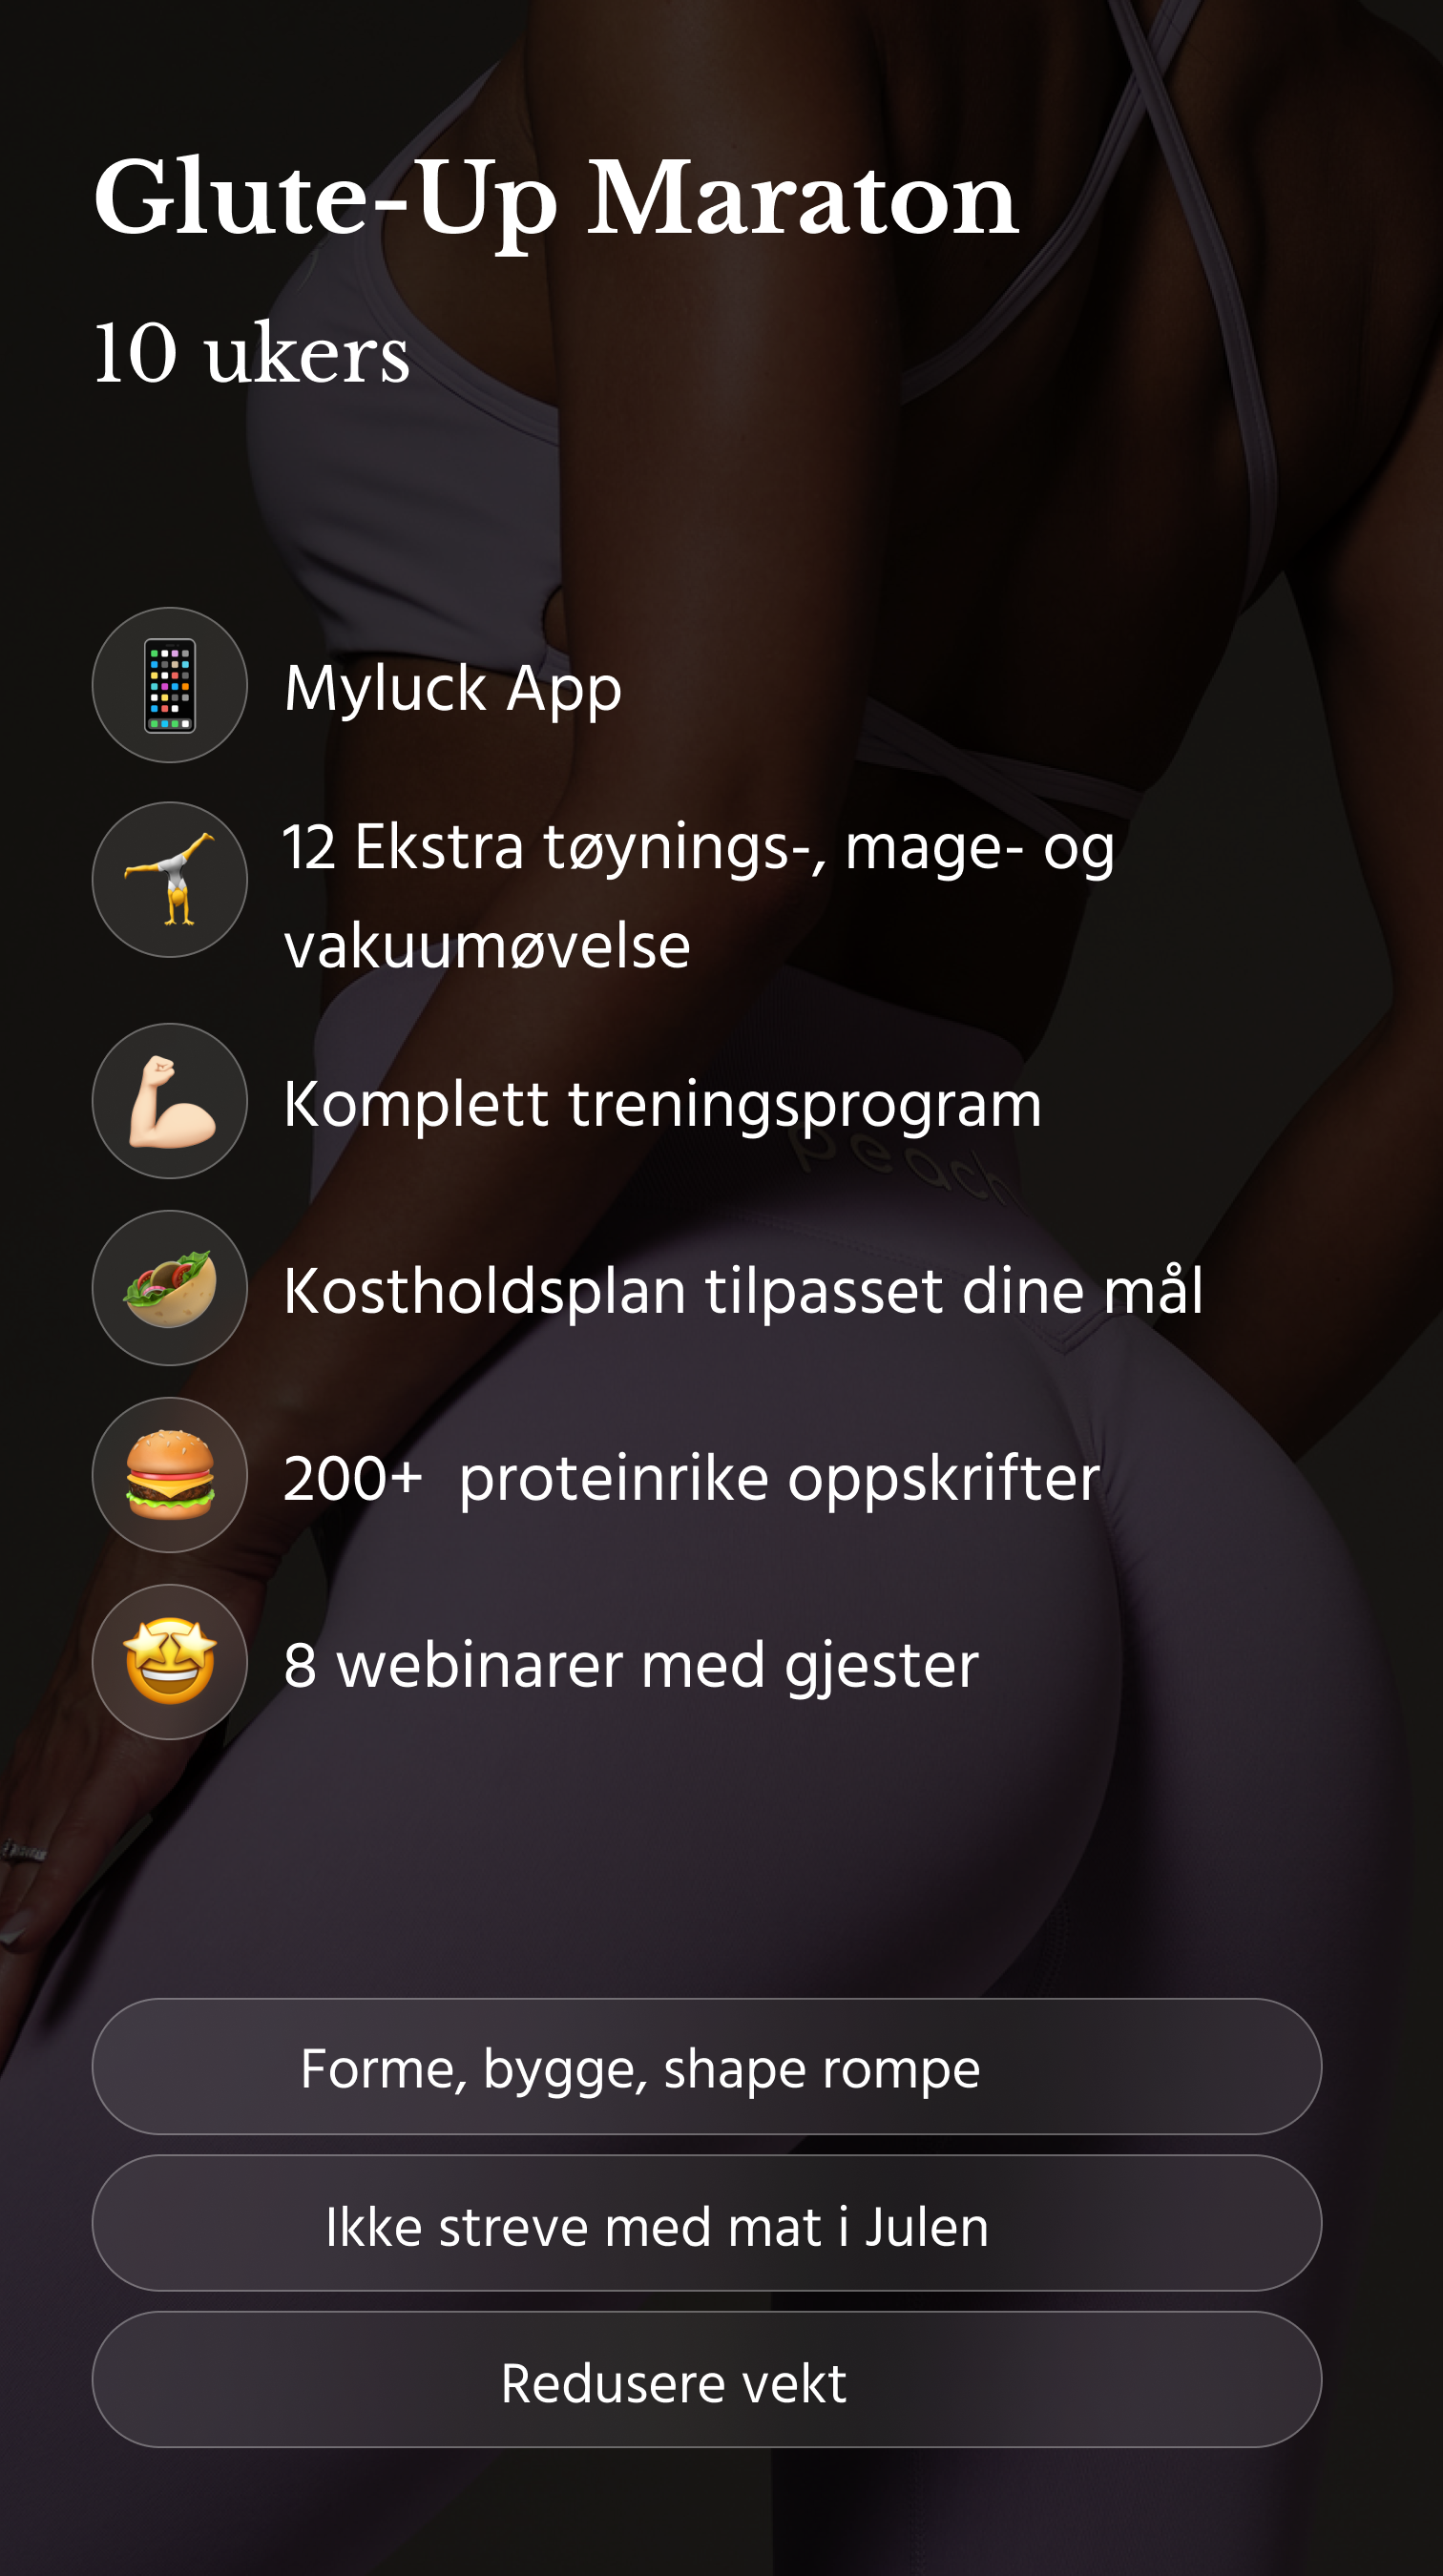 Glute-Up Maraton
10 ukers
Myluck App
12 Ekstra tøynings-, mage- og
vakuumøvelse
Komplett treningsprogram
peach
Kostholdsplan tilpasset dine mål
200+ proteinrike oppskrifter
8 webinarer med gjester
Forme, bygge, shape rompe
Ikke streve med mat i Julen
Redusere vekt